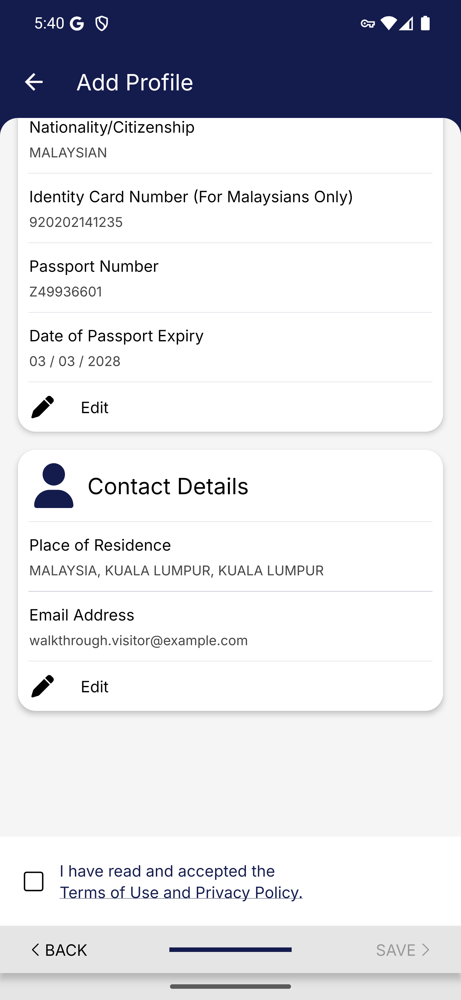 5:40
Add Profile
Nationality/Citizenship
MALAYSIAN
Identity Card Number (For Malaysians Only)
920202141235
Passport Number
Z49936601
Date of Passport Expiry
03 / 03 / 2028
Edit
Contact Details
Place of Residence
MALAYSIA, KUALA LUMPUR, KUALA LUMPUR
Email Address
walkthrough.visitor@example.com
Edit
I have read and accepted the
Terms of Use and Privacy Policy.
BACK
SAVE